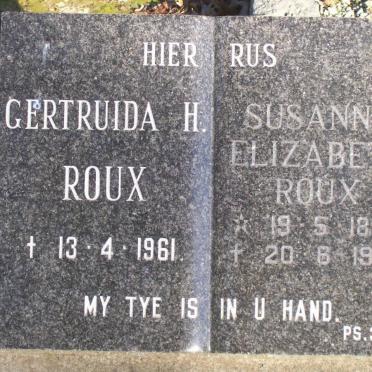 HIER RUS
GERTRUIDA H.
ROUX
† 13·4·1961.
SUSANN
ELIZABET
ROUX
☆ 19·5·18
† 20·6·19
MY TYE IS IN U HAND.
PS.